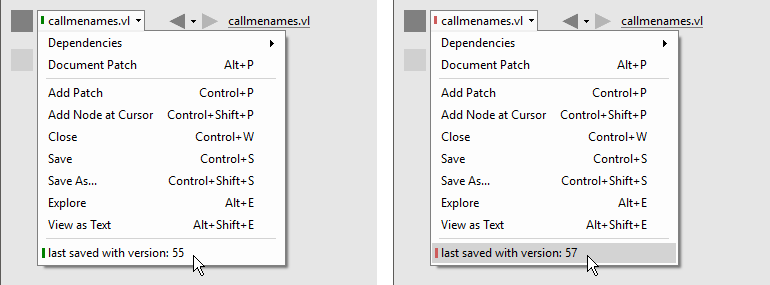 callmenames.vl callmenames.vl
Dependencies
Document Patch Alt+P
Add Patch Control+P
Add Node at Cursor Control+Shift+P
Close Control+W
Save Control+S
Save As... Control+Shift+S
Explore Alt+E
View as Text Alt+Shift+E
last saved with version: 55
callmenames.vl callmenames.vl
Dependencies
Document Patch Alt+P
Add Patch Control+P
Add Node at Cursor Control+Shift+P
Close Control+W
Save Control+S
Save As... Control+Shift+S
Explore Alt+E
View as Text Alt+Shift+E
last saved with version: 57